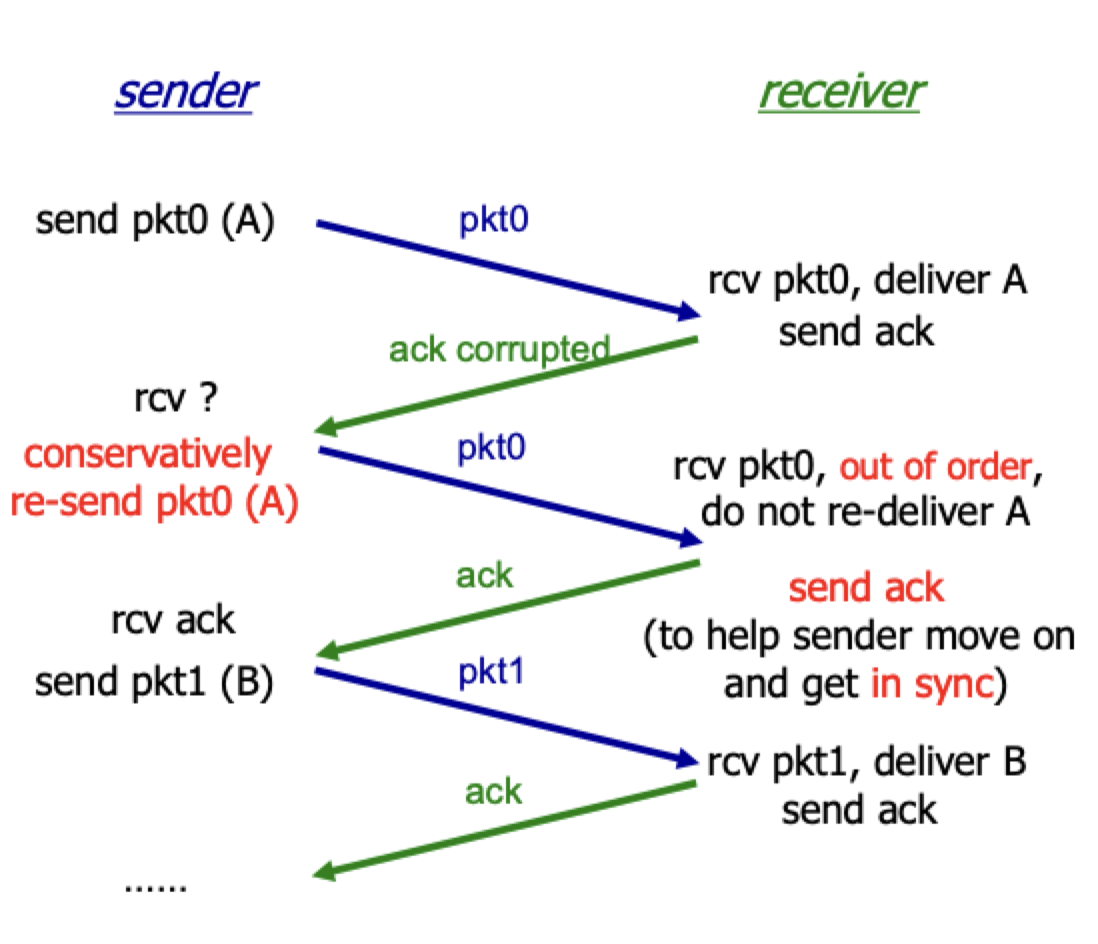 sender
receiver
send pkt0 (A)
pkt0
rcv pkt0, deliver A
send ack
ack corrupted
rcv ?
conservatively
re-send pkt0 (A)
pkt0
rcv pkt0, out of order,
do not re-deliver A
send ack
(to help sender move on
and get in sync)
ack
rcv ack
send pkt1 (B)
pkt1
rcv pkt1, deliver B
send ack
ack
......